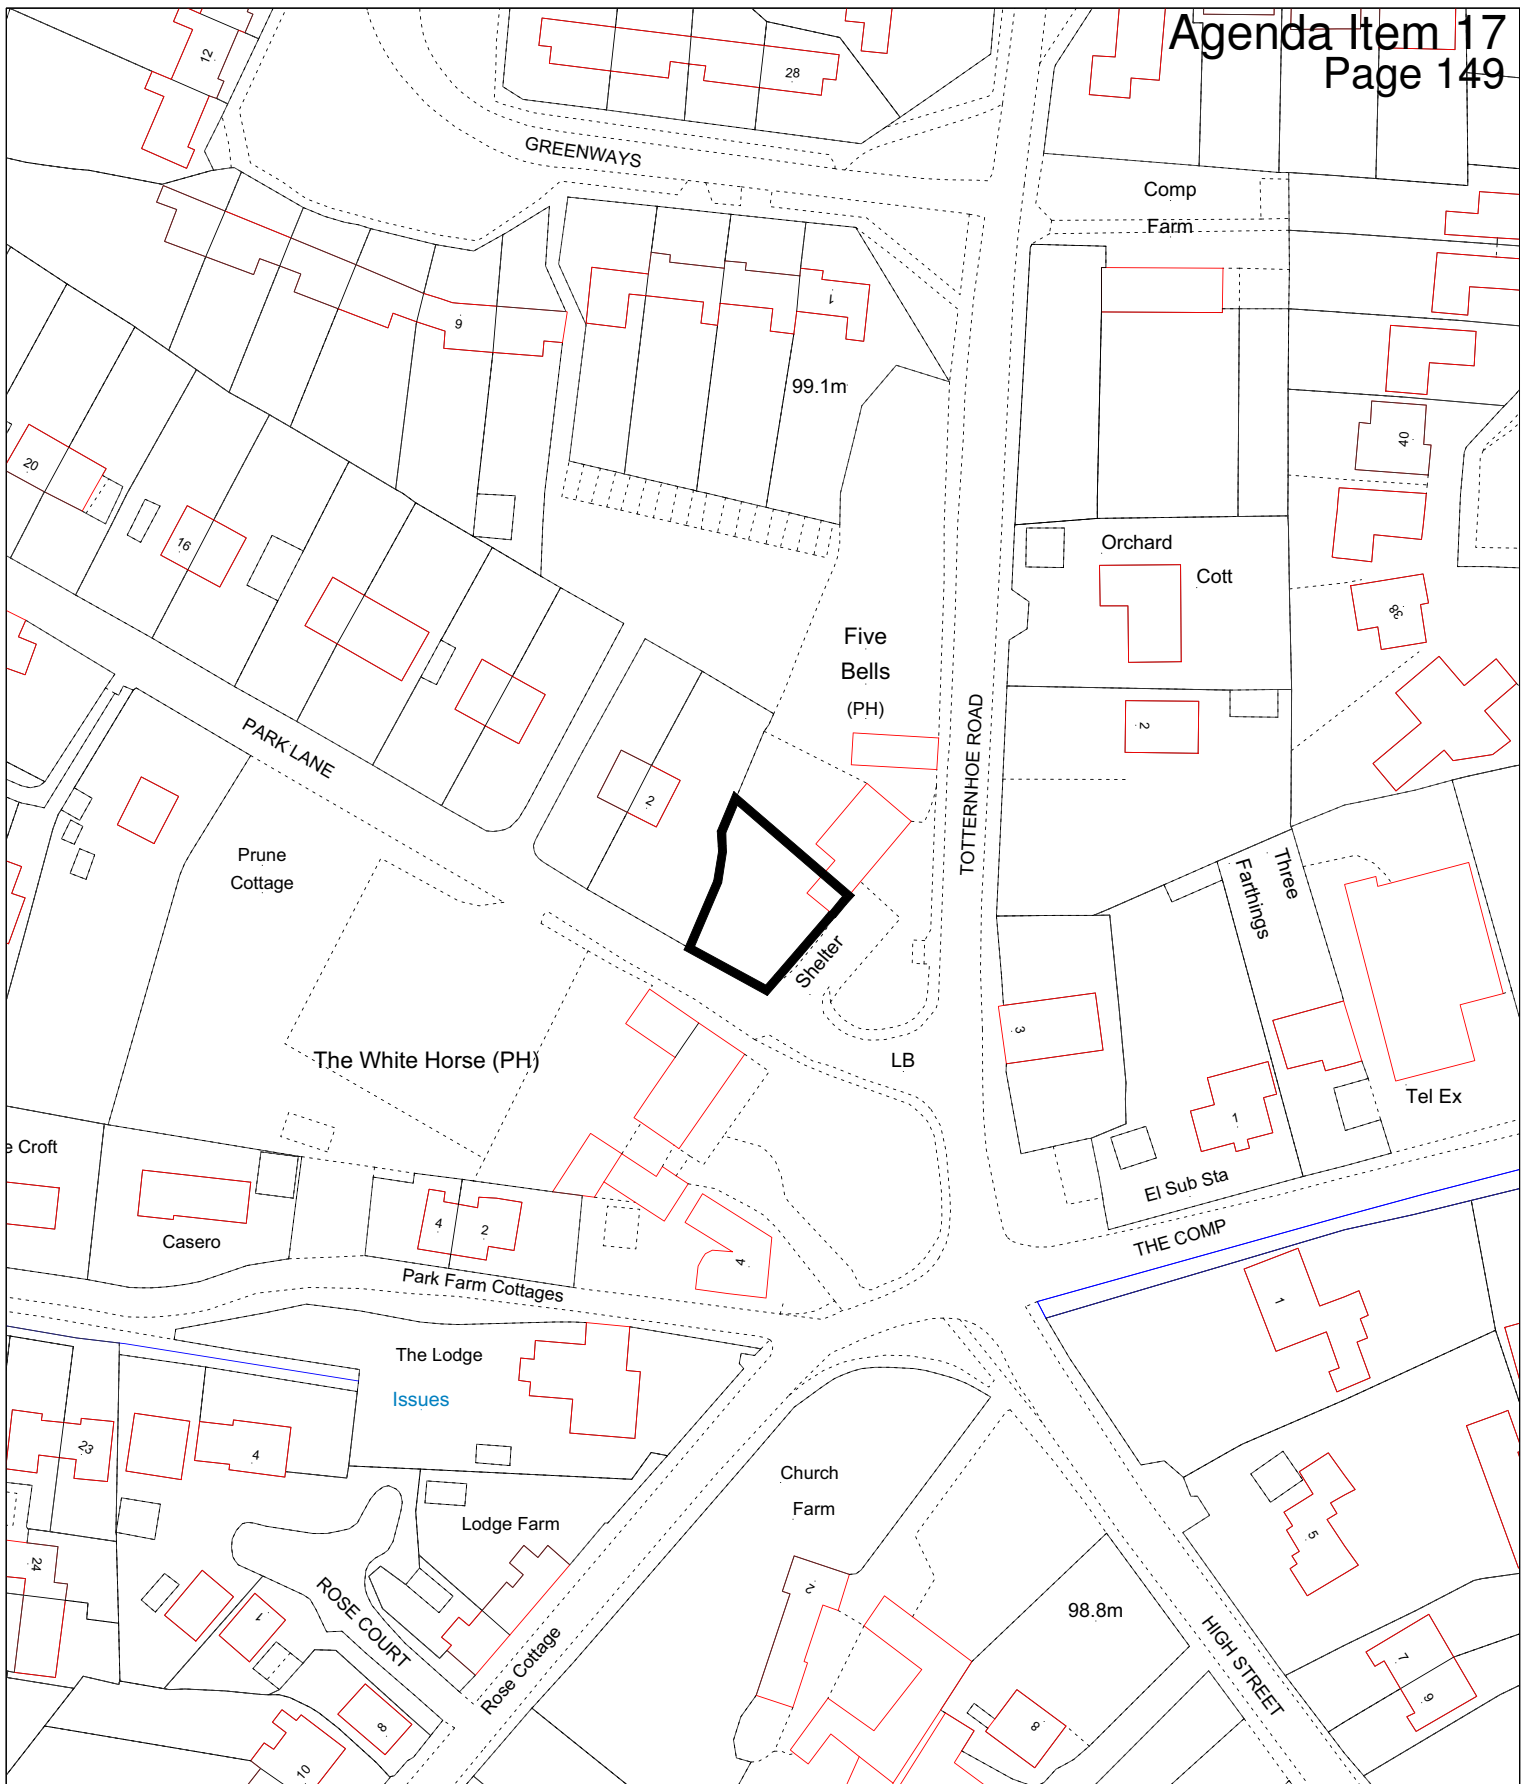 Agenda Item 17
Page 149
12
28
GREENWAYS
Comp
Farm
1
9
99.1m
40
20
16
Orchard
Cott
38
Five
Bells
(PH)
TOTTERNHOE ROAD
2
PARK LANE
2
Prune
Cottage
Three
Farthings
Shelter
3
The White Horse (PH)
LB
Tel Ex
1
e Croft
El Sub Sta
4
2
Casero
THE COMP
4
Park Farm Cottages
1
The Lodge
Issues
23
4
Church
Farm
Lodge Farm
5
24
ROSE COURT
1
2
98.8m
HIGH STREET
Rose Cottage
7
9
8
8
10